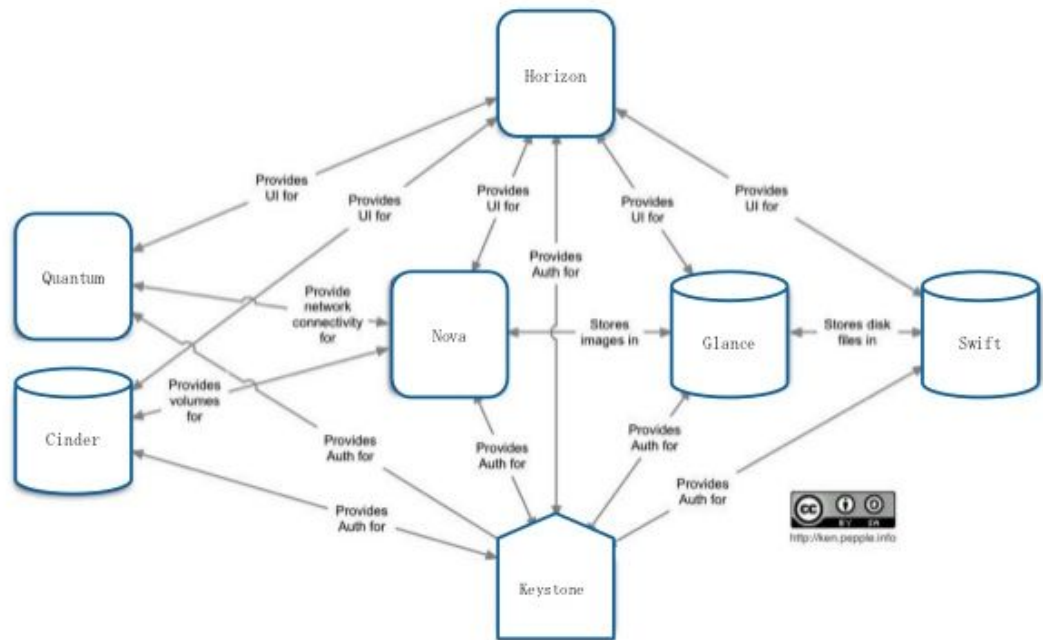 Horizon
Provides
UI for
Provides
UI for
Provides
UI for
Provides
UI for
Provides
UI for
Provides
Auth for
Quantum
Provide
network
connectivity
for
Nova
Stores
images in
Glance
Stores disk
files in
Swift
Cinder
Provides
volumes
for
Provides
Auth for
Provides
Auth for
Provides
Auth for
Provides
Auth for
Provides
Auth for
Keystone
cc
BY SA
http://ken.pepple.info